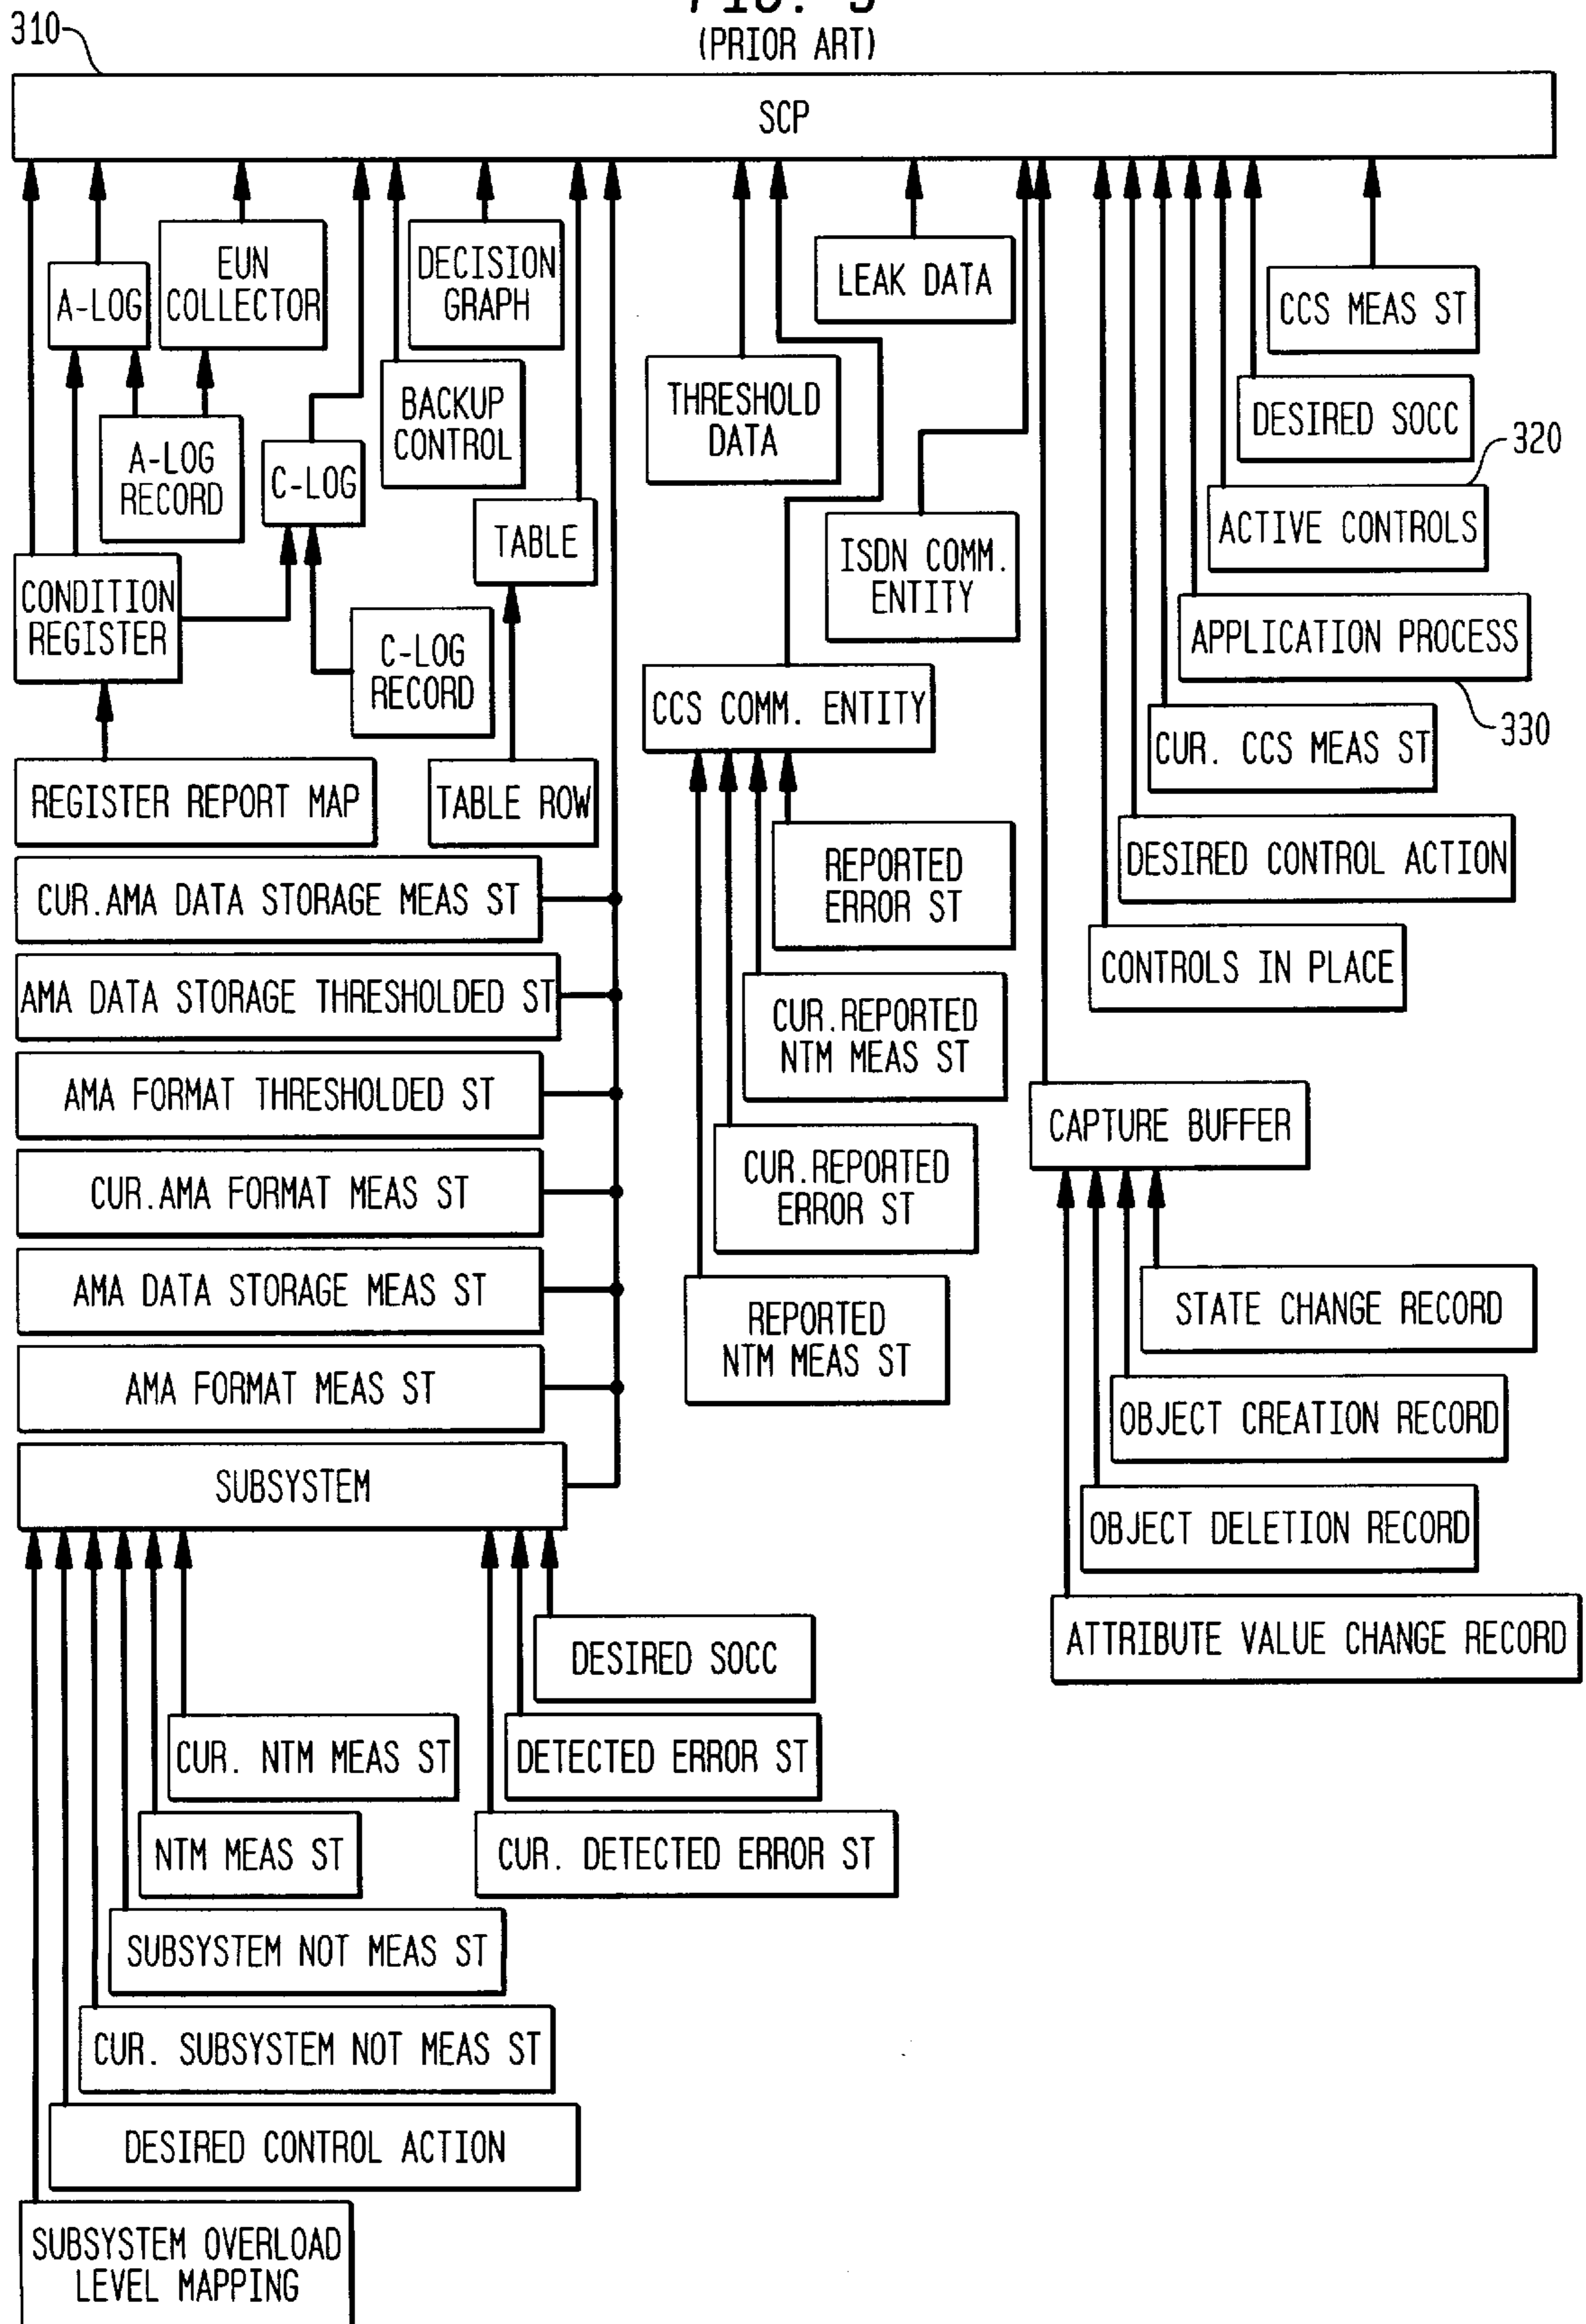 310
(PRIOR ART)
SCP
A-LOG
EUN
COLLECTOR
DECISION
GRAPH
LEAK DATA
CCS MEAS ST
A-LOG
RECORD
C-LOG
BACKUP
CONTROL
THRESHOLD
DATA
DESIRED SOCC
320
ACTIVE CONTROLS
TABLE
ISDN COMM.
ENTITY
CONDITION
REGISTER
C-LOG
RECORD
APPLICATION PROCESS
330
CCS COMM. ENTITY
CUR. CCS MEAS ST
REGISTER REPORT MAP
TABLE ROW
DESIRED CONTROL ACTION
CUR.AMA DATA STORAGE MEAS ST
REPORTED
ERROR ST
CONTROLS IN PLACE
AMA DATA STORAGE THRESHOLDED ST
CUR.REPORTED
NTM MEAS ST
AMA FORMAT THRESHOLDED ST
CAPTURE BUFFER
CUR.AMA FORMAT MEAS ST
CUR.REPORTED
ERROR ST
AMA DATA STORAGE MEAS ST
REPORTED
NTM MEAS ST
STATE CHANGE RECORD
AMA FORMAT MEAS ST
OBJECT CREATION RECORD
SUBSYSTEM
OBJECT DELETION RECORD
ATTRIBUTE VALUE CHANGE RECORD
DESIRED SOCC
CUR. NTM MEAS ST
DETECTED ERROR ST
NTM MEAS ST
CUR. DETECTED ERROR ST
SUBSYSTEM NOT MEAS ST
CUR. SUBSYSTEM NOT MEAS ST
DESIRED CONTROL ACTION
SUBSYSTEM OVERLOAD
LEVEL MAPPING